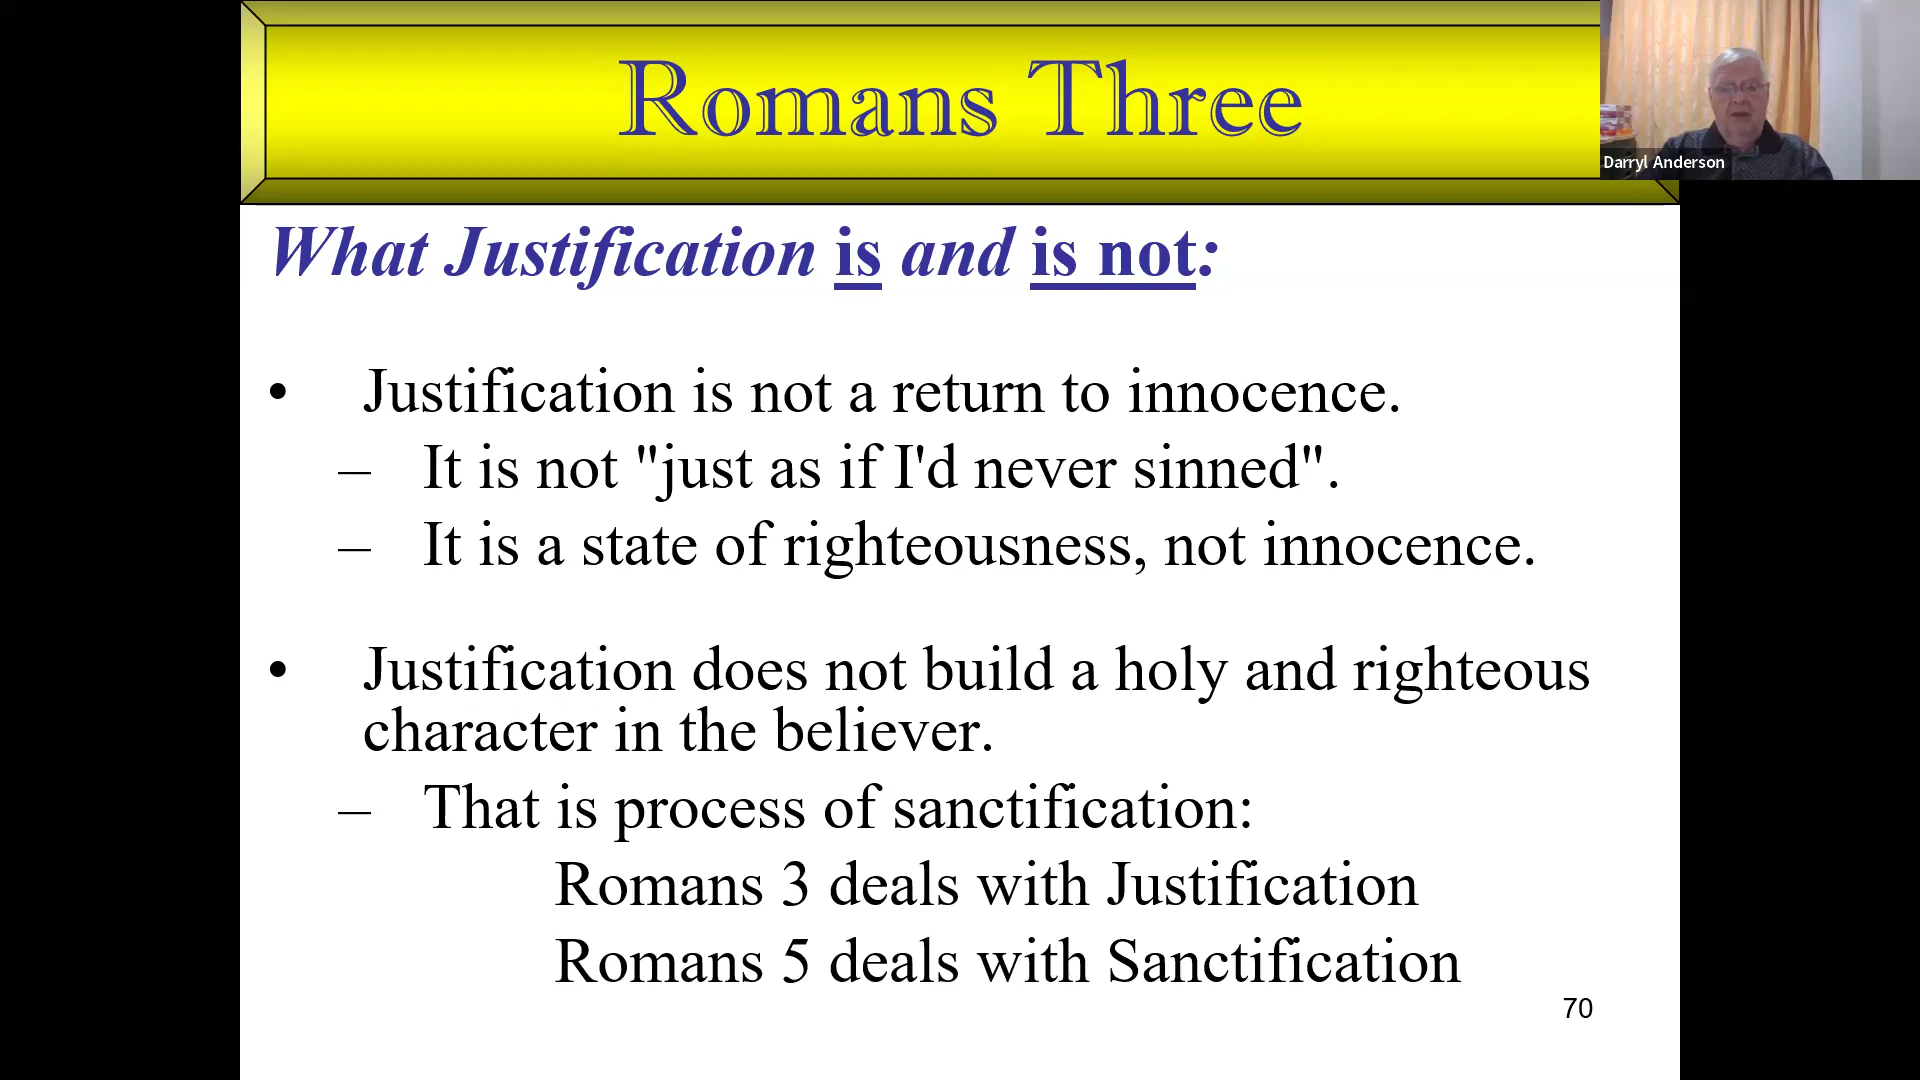 Romans Three
Darryl Anderson
What Justification is and is not:
• Justification is not a return to innocence.
– It is not "just as if I'd never sinned".
– It is a state of righteousness, not innocence.
• Justification does not build a holy and righteous
character in the believer.
– That is process of sanctification:
Romans 3 deals with Justification
Romans 5 deals with Sanctification
70